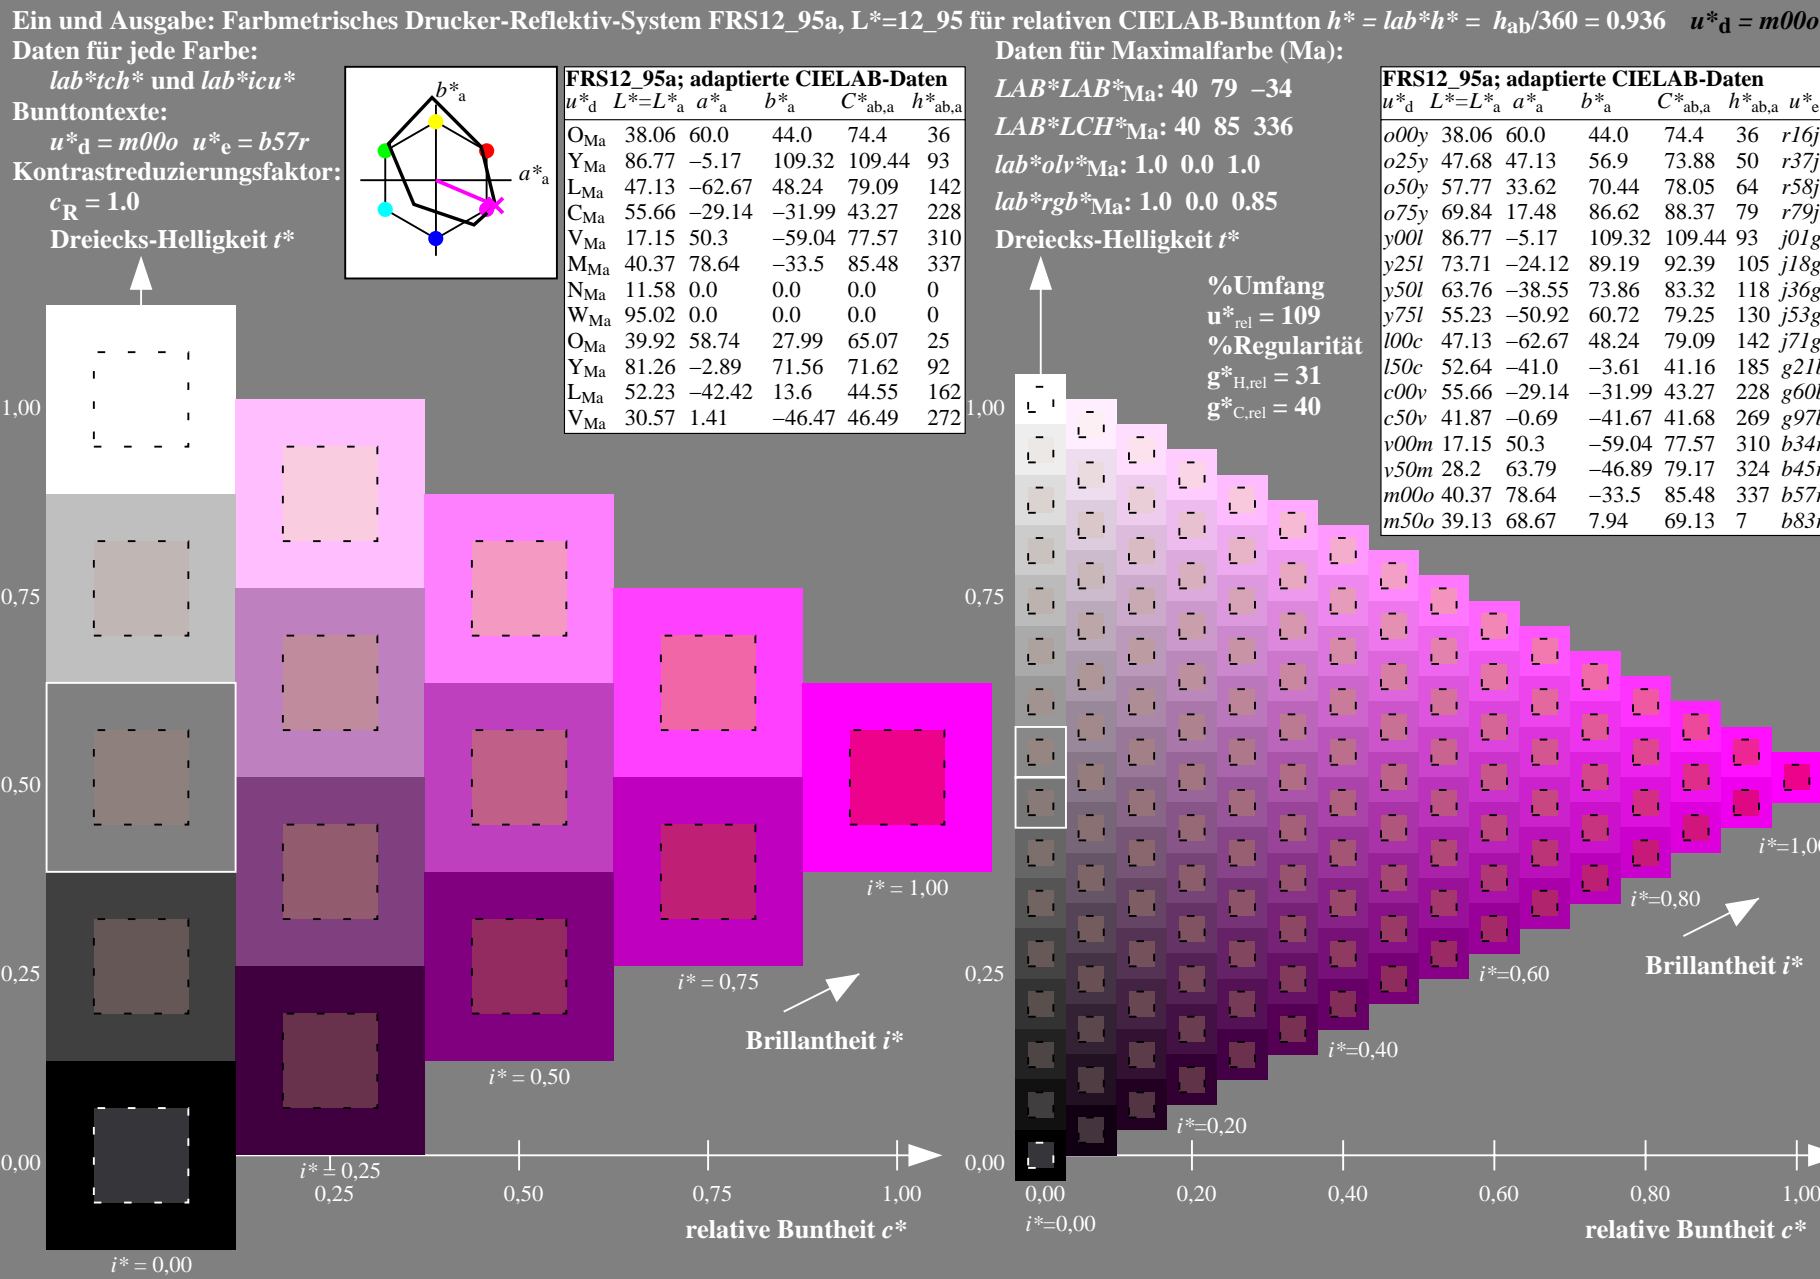 Ein und Ausgabe: Farbmetrisches Drucker-Reflektiv-System FRS12_95a, L*=12_95 für relativen CIELAB-Buntton h* = lab*h* = hab/360 = 0.936 u*d = m00o
Daten für jede Farbe:
lab*tch* und lab*icu*
Bunttontexte:
u*d = m00o u*e = b57r
Kontrastreduzierungsfaktor:
cR = 1.0
Dreiecks-Helligkeit t*
b*a
a*a
FRS12_95a; adaptierte CIELAB-Daten
u*d L*=L*a a*a b*a C*ab,a h*ab,a
OMa 38.06 60.0 44.0 74.4 36
YMa 86.77 −5.17 109.32 109.44 93
LMa 47.13 −62.67 48.24 79.09 142
CMa 55.66 −29.14 −31.99 43.27 228
VMa 17.15 50.3 −59.04 77.57 310
MMa 40.37 78.64 −33.5 85.48 337
NMa 11.58 0.0 0.0 0.0 0
WMa 95.02 0.0 0.0 0.0 0
OMa 39.92 58.74 27.99 65.07 25
YMa 81.26 −2.89 71.56 71.62 92
LMa 52.23 −42.42 13.6 44.55 162
VMa 30.57 1.41 −46.47 46.49 272
1,00
0,75
0,50
0,25
0,00
i* = 1,00
i* = 0,75
Brillantheit i*
i* = 0,50
i* = 0,25
0,25 0,50 0,75 1,00
relative Buntheit c*
i* = 0,00
Daten für Maximalfarbe (Ma):
LAB*LAB*Ma: 40 79 −34
LAB*LCH*Ma: 40 85 336
lab*olv*Ma: 1.0 0.0 1.0
lab*rgb*Ma: 1.0 0.0 0.85
Dreiecks-Helligkeit t*
%Umfang
u*rel = 109
%Regularität
g*H,rel = 31
g*C,rel = 40
FRS12_95a; adaptierte CIELAB-Daten
u*d L*=L*a a*a b*a C*ab,a h*ab,a u*e
o00y 38.06 60.0 44.0 74.4 36 r16j
o25y 47.68 47.13 56.9 73.88 50 r37j
o50y 57.77 33.62 70.44 78.05 64 r58j
o75y 69.84 17.48 86.62 88.37 79 r79j
y00l 86.77 −5.17 109.32 109.44 93 j01g
y25l 73.71 −24.12 89.19 92.39 105 j18g
y50l 63.76 −38.55 73.86 83.32 118 j36g
y75l 55.23 −50.92 60.72 79.25 130 j53g
l00c 47.13 −62.67 48.24 79.09 142 j71g
l50c 52.64 −41.0 −3.61 41.16 185 g21b
c00v 55.66 −29.14 −31.99 43.27 228 g60b
c50v 41.87 −0.69 −41.67 41.68 269 g97b
v00m 17.15 50.3 −59.04 77.57 310 b34r
v50m 28.2 63.79 −46.89 79.17 324 b45r
m00o 40.37 78.64 −33.5 85.48 337 b57r
m50o 39.13 68.67 7.94 69.13 7 b83r
1,00
0,75
0,25
0,00
i*=1,00
i*=0,80
i*=0,60
Brillantheit i*
i*=0,40
i*=0,20
0,00 0,20 0,40 0,60 0,80 1,00
i*=0,00
relative Buntheit c*